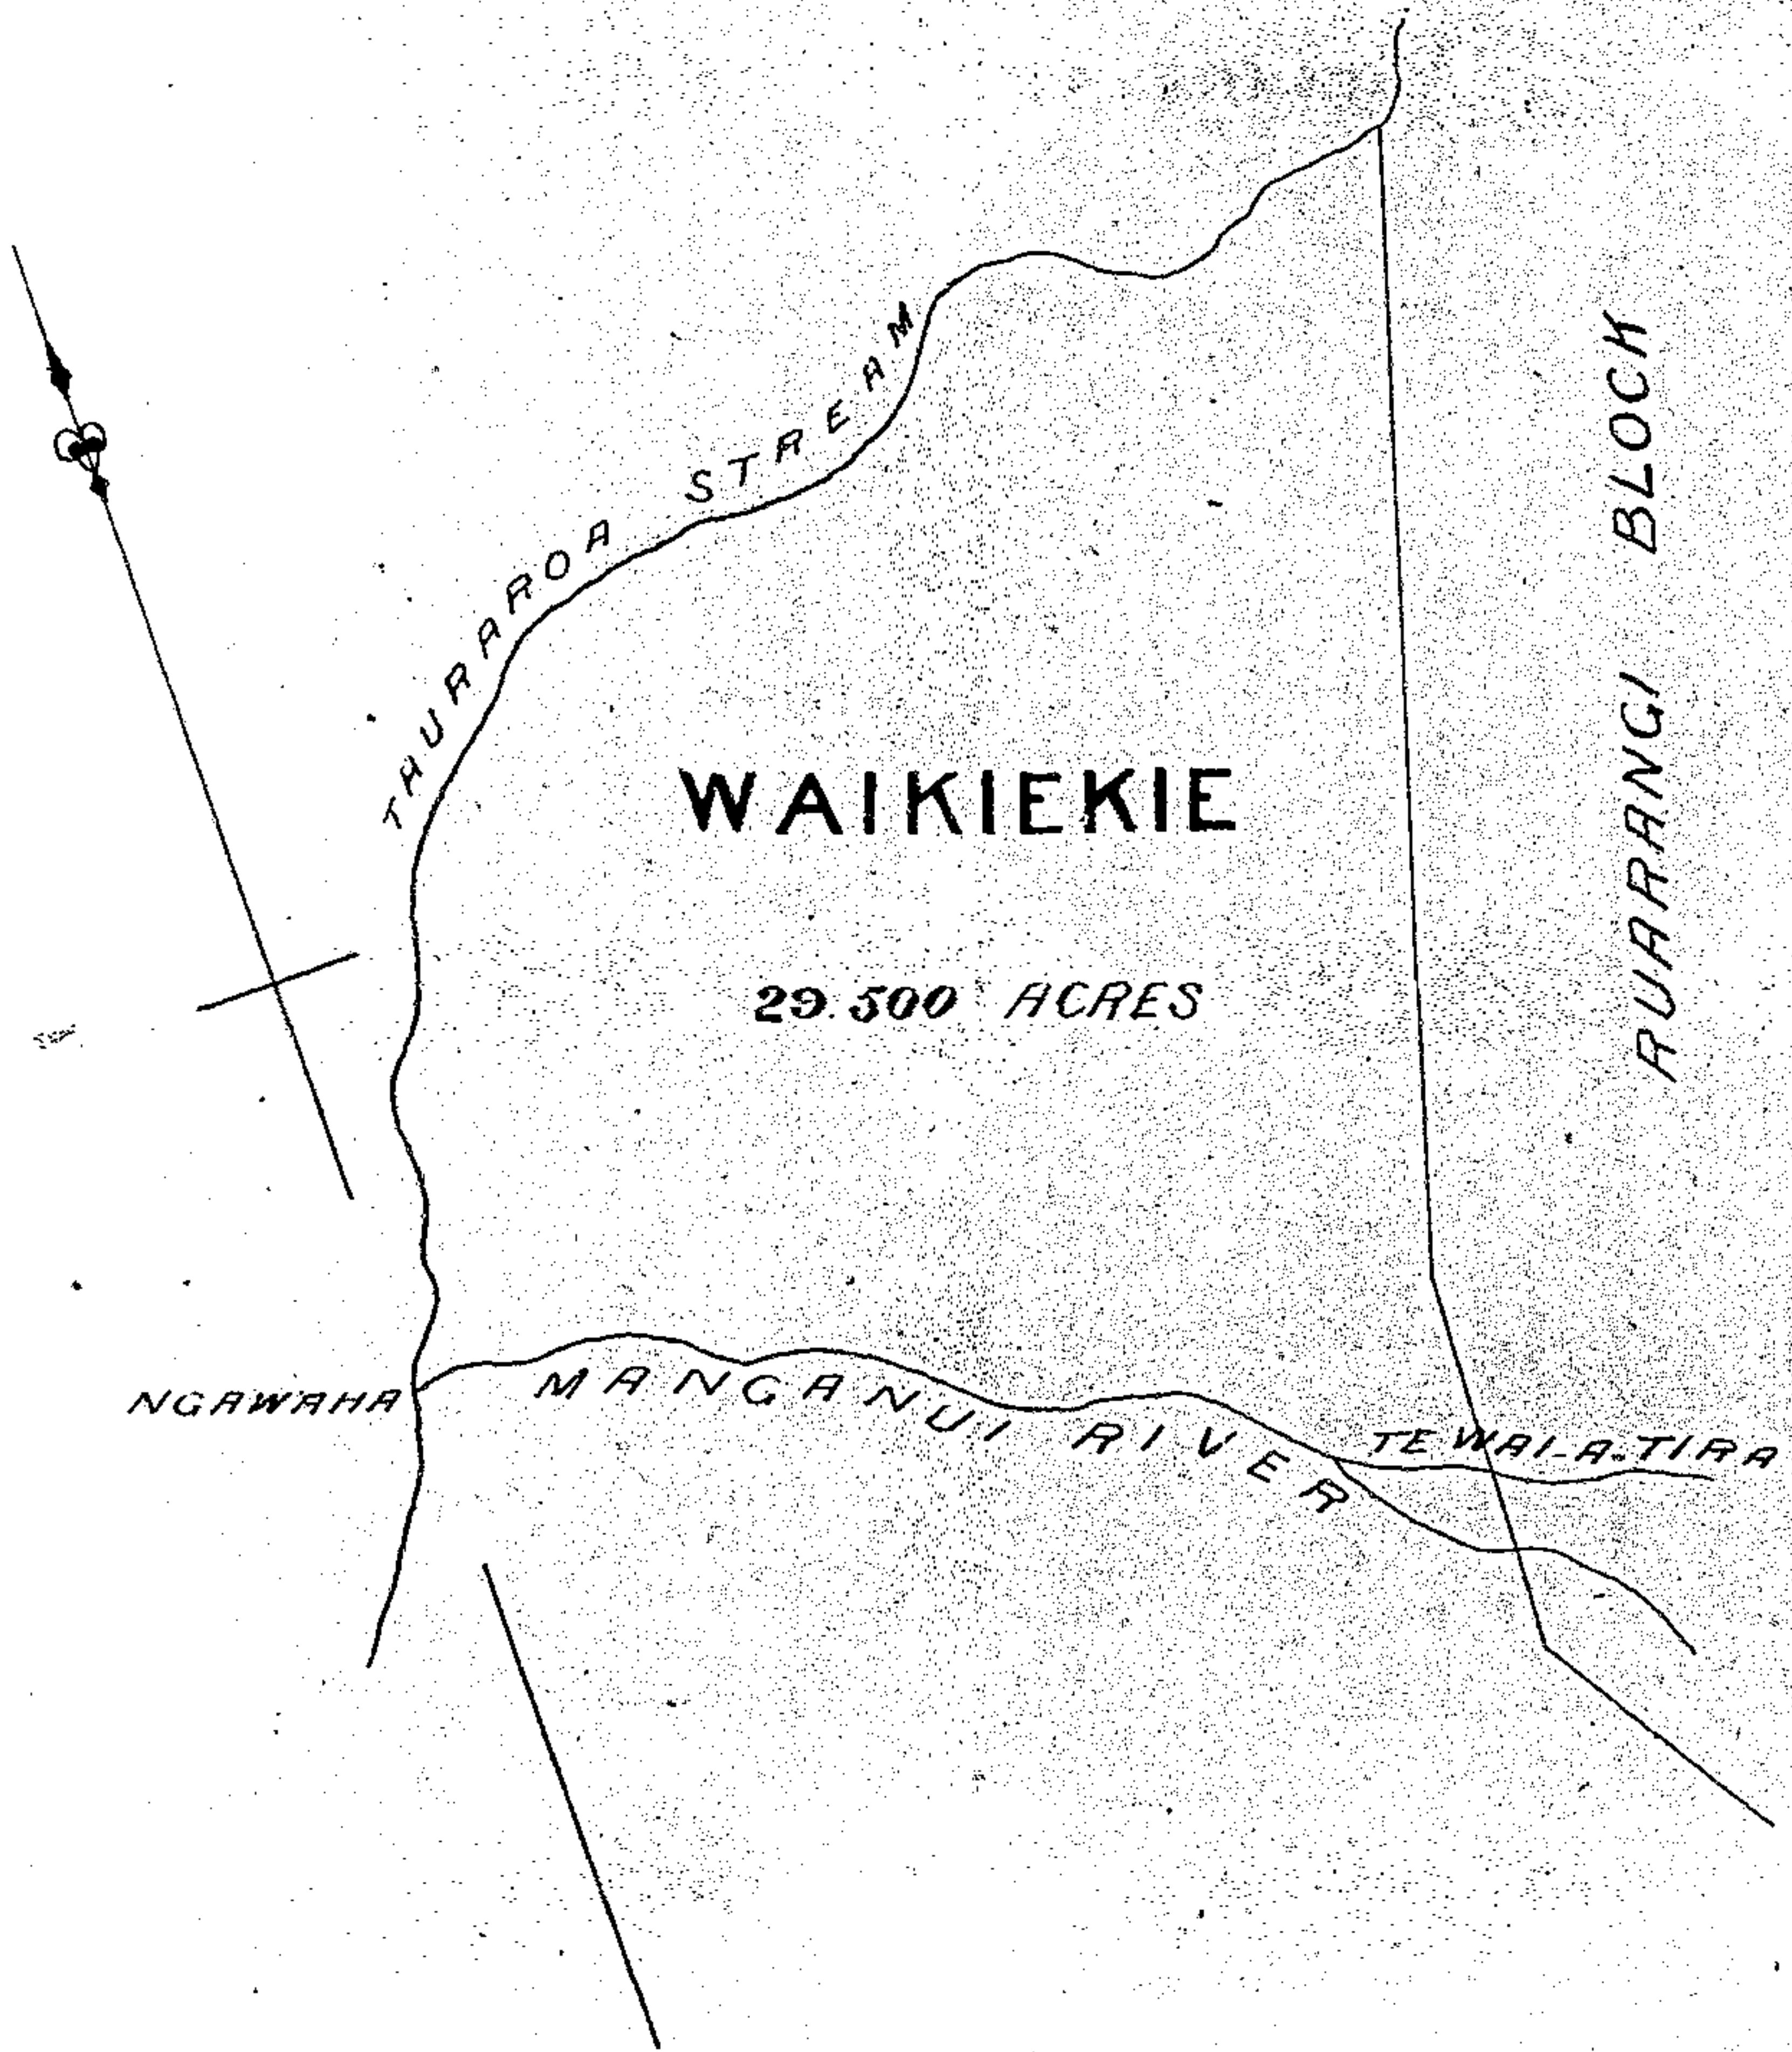 TAURAROA STREAM
WAIKIEKIE
29.500 ACRES
RUARANGI BLOCK
NGAWAHA
MANGANUI RIVER
TE WAI-A-TIRA